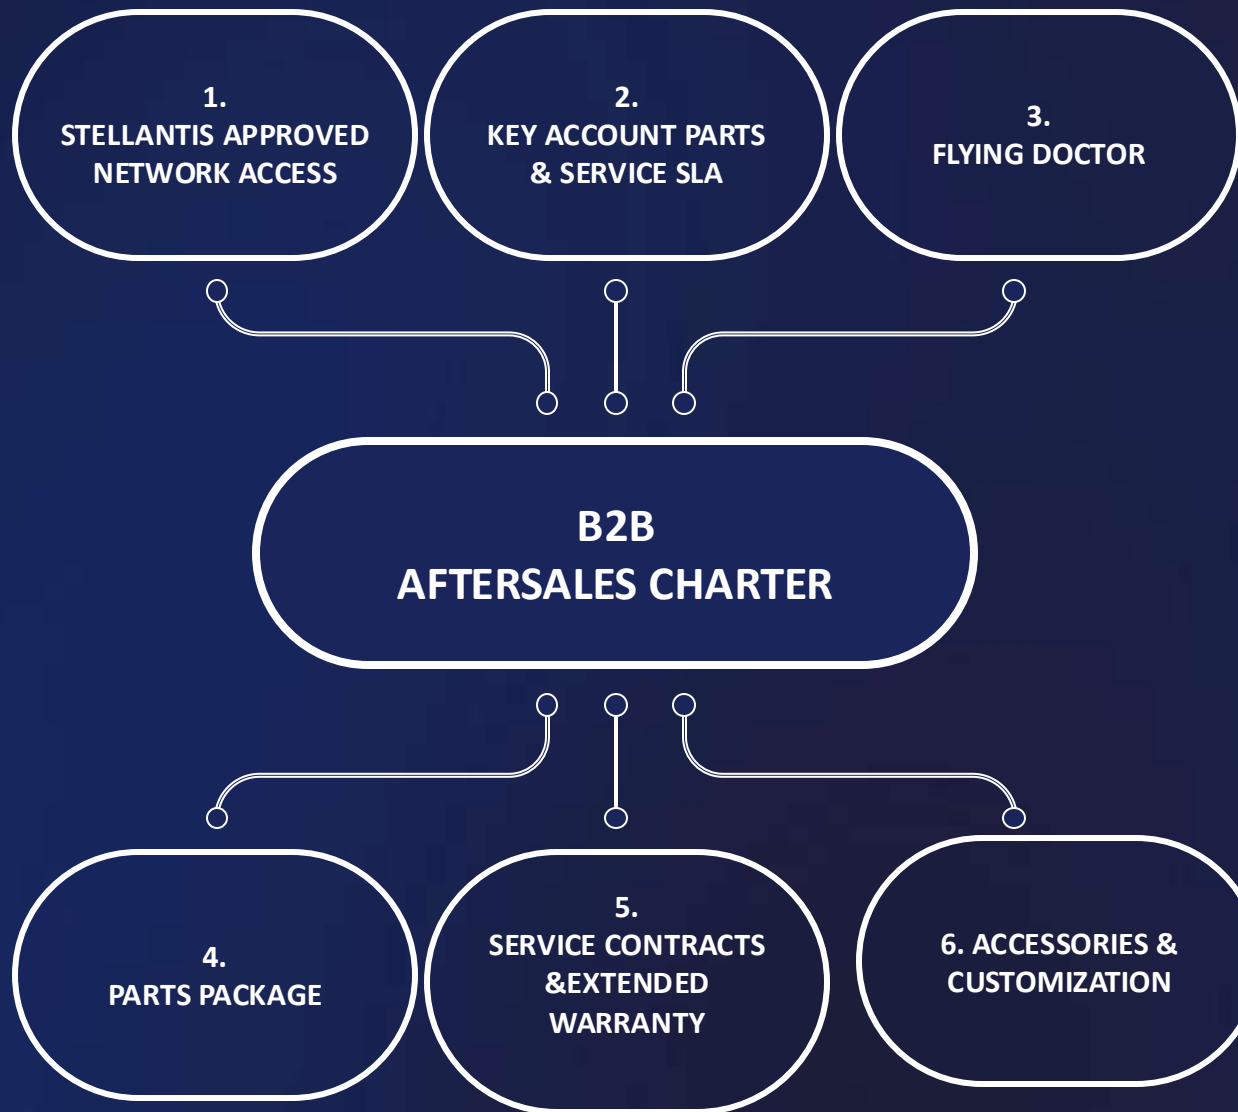 1.
STELLANTIS APPROVED
NETWORK ACCESS
2.
KEY ACCOUNT PARTS
& SERVICE SLA
3.
FLYING DOCTOR
B2B
AFTERSALES CHARTER
4.
PARTS PACKAGE
5.
SERVICE CONTRACTS
&EXTENDED
WARRANTY
6. ACCESSORIES &
CUSTOMIZATION